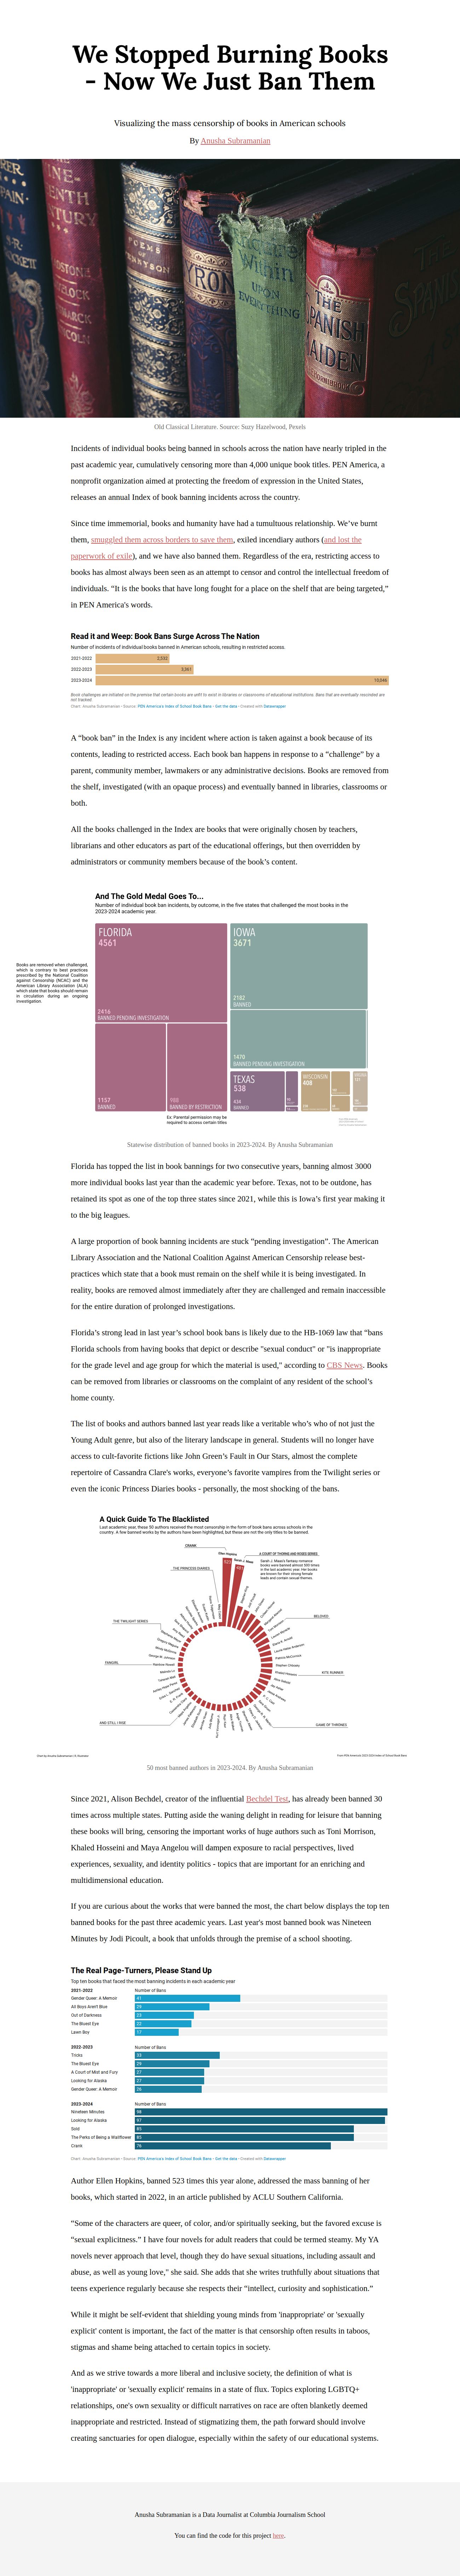 We Stopped Burning Books
- Now We Just Ban Them
Visualizing the mass censorship of books in American schools
By Anusha Subramanian
POEMS
OF
TENNYSON
Within
UPON
EVERYTHING
THE
SPANISH
MAIDEN
Old Classical Literature. Source: Suzy Hazelwood, Pexels
Incidents of individual books being banned in schools across the nation have nearly tripled in the
past academic year, cumulatively censoring more than 4,000 unique book titles. PEN America, a
nonprofit organization aimed at protecting the freedom of expression in the United States,
releases an annual Index of book banning incidents across the country.
Since time immemorial, books and humanity have had a tumultuous relationship. We’ve burnt
them, smuggled them across borders to save them, exiled incendiary authors (and lost the
paperwork of exile), and we have also banned them. Regardless of the era, restricting access to
books has almost always been seen as an attempt to censor and control the intellectual freedom of
individuals. “It is the books that have long fought for a place on the shelf that are being targeted,”
in PEN America's words.
Read it and Weep: Book Bans Surge Across The Nation
Number of incidents of individual books banned in American schools, resulting in restricted access.
2021-2022
2,532
2022-2023
3,361
2023-2024
10,046
Book challenges are initiated on the premise that certain books are unfit to exist in libraries or classrooms of educational institutions. Bans that are eventually rescinded are
not tracked.
Chart: Anusha Subramanian • Source: PEN America's Index of School Book Bans • Get the data • Created with Datawrapper
A “book ban” in the Index is any incident where action is taken against a book because of its
contents, leading to restricted access. Each book ban happens in response to a “challenge” by a
parent, community member, lawmakers or any administrative decisions. Books are removed from
the shelf, investigated (with an opaque process) and eventually banned in libraries, classrooms or
both.
All the books challenged in the Index are books that were originally chosen by teachers,
librarians and other educators as part of the educational offerings, but then overridden by
administrators or community members because of the book’s content.
And The Gold Medal Goes To...
Number of individual book ban incidents, by outcome, in the five states that challenged the most books in the
2023-2024 academic year.
Books are removed when challenged,
which is contrary to best practices
prescribed by the National Coalition
against Censorship (NCAC) and the
American Library Association (ALA)
which state that books should remain
in circulation during an ongoing
investigation.
FLORIDA
4561
2416
BANNED PENDING INVESTIGATION
1157
BANNED
988
BANNED BY RESTRICTION
IOWA
3671
2182
BANNED
1470
BANNED PENDING INVESTIGATION
TEXAS
538
434
BANNED
WISCONSIN
408
Ex: Parental permission may be
required to access certain titles
Statewise distribution of banned books in 2023-2024. By Anusha Subramanian
Florida has topped the list in book bannings for two consecutive years, banning almost 3000
more individual books last year than the academic year before. Texas, not to be outdone, has
retained its spot as one of the top three states since 2021, while this is Iowa’s first year making it
to the big leagues.
A large proportion of book banning incidents are stuck "pending investigation”. The American
Library Association and the National Coalition Against American Censorship release best-
practices which state that a book must remain on the shelf while it is being investigated. In
reality, books are removed almost immediately after they are challenged and remain inaccessible
for the entire duration of prolonged investigations.
Florida’s strong lead in last year’s school book bans is likely due to the HB-1069 law that “bans
Florida schools from having books that depict or describe "sexual conduct" or "is inappropriate
for the grade level and age group for which the material is used," according to CBS News. Books
can be removed from libraries or classrooms on the complaint of any resident of the school’s
home county.
The list of books and authors banned last year reads like a veritable who’s who of not just the
Young Adult genre, but also of the literary landscape in general. Students will no longer have
access to cult-favorite fictions like John Green’s Fault in Our Stars, almost the complete
repertoire of Cassandra Clare's works, everyone’s favorite vampires from the Twilight series or
even the iconic Princess Diaries books - personally, the most shocking of the bans.
A Quick Guide To The Blacklisted
Last academic year, these 50 authors received the most censorship in the form of book bans across schools in the country.
A few banned works by the authors have been highlighted, but these are not the only titles to be banned.
CRANK
Ellen Hopkins
Sarah J. Maas
A COURT OF THORNS AND ROSES SERIES
Sarah J. Maas's fantasy romance
books were banned almost 500 times
in the last academic year. Her books
are known for their strong female
leads and contain sexual themes.
THE PRINCESS DIARIES
THE TWILIGHT SERIES
BELOVED
FANGIRL
KITE RUNNER
AND STILL I RISE
GAME OF THRONES
50 most banned authors in 2023-2024. By Anusha Subramanian
Since 2021, Alison Bechdel, creator of the influential Bechdel Test, has already been banned 30
times across multiple states. Putting aside the waning delight in reading for leisure that banning
these books will bring, censoring the important works of huge authors such as Toni Morrison,
Khaled Hosseini and Maya Angelou will dampen exposure to racial perspectives, lived
experiences, sexuality, and identity politics - topics that are important for an enriching and
multidimensional education.
If you are curious about the works that were banned the most, the chart below displays the top ten
banned books for the past three academic years. Last year's most banned book was Nineteen
Minutes by Jodi Picoult, a book that unfolds through the premise of a school shooting.
The Real Page-Turners, Please Stand Up
Top ten books that faced the most banning incidents in each academic year
2021-2022 Number of Bans
Gender Queer: A Memoir 41
All Boys Aren't Blue 29
Out of Darkness 23
The Bluest Eye 22
Lawn Boy 17
2022-2023 Number of Bans
Tricks 33
The Bluest Eye 29
A Court of Mist and Fury 27
Looking for Alaska 27
Gender Queer: A Memoir 26
2023-2024 Number of Bans
Nineteen Minutes 98
Looking for Alaska 97
Sold 85
The Perks of Being a Wallflower 85
Crank 76
Chart: Anusha Subramanian • Source: PEN America's Index of School Book Bans • Get the data • Created with Datawrapper
Author Ellen Hopkins, banned 523 times this year alone, addressed the mass banning of her
books, which started in 2022, in an article published by ACLU Southern California.
“Some of the characters are queer, of color, and/or spiritually seeking, but the favored excuse is
“sexual explicitness.” I have four novels for adult readers that could be termed steamy. My YA
novels never approach that level, though they do have sexual situations, including assault and
abuse, as well as young love," she said. She adds that she writes truthfully about situations that
teens experience regularly because she respects their “intellect, curiosity and sophistication.”
While it might be self-evident that shielding young minds from 'inappropriate' or 'sexually
explicit' content is important, the fact of the matter is that censorship often results in taboos,
stigmas and shame being attached to certain topics in society.
And as we strive towards a more liberal and inclusive society, the definition of what is
'inappropriate' or 'sexually explicit' remains in a state of flux. Topics exploring LGBTQ+
relationships, one's own sexuality or difficult narratives on race are often blanketly deemed
inappropriate and restricted. Instead of stigmatizing them, the path forward should involve
creating sanctuaries for open dialogue, especially within the safety of our educational systems.
Anusha Subramanian is a Data Journalist at Columbia Journalism School
You can find the code for this project here.